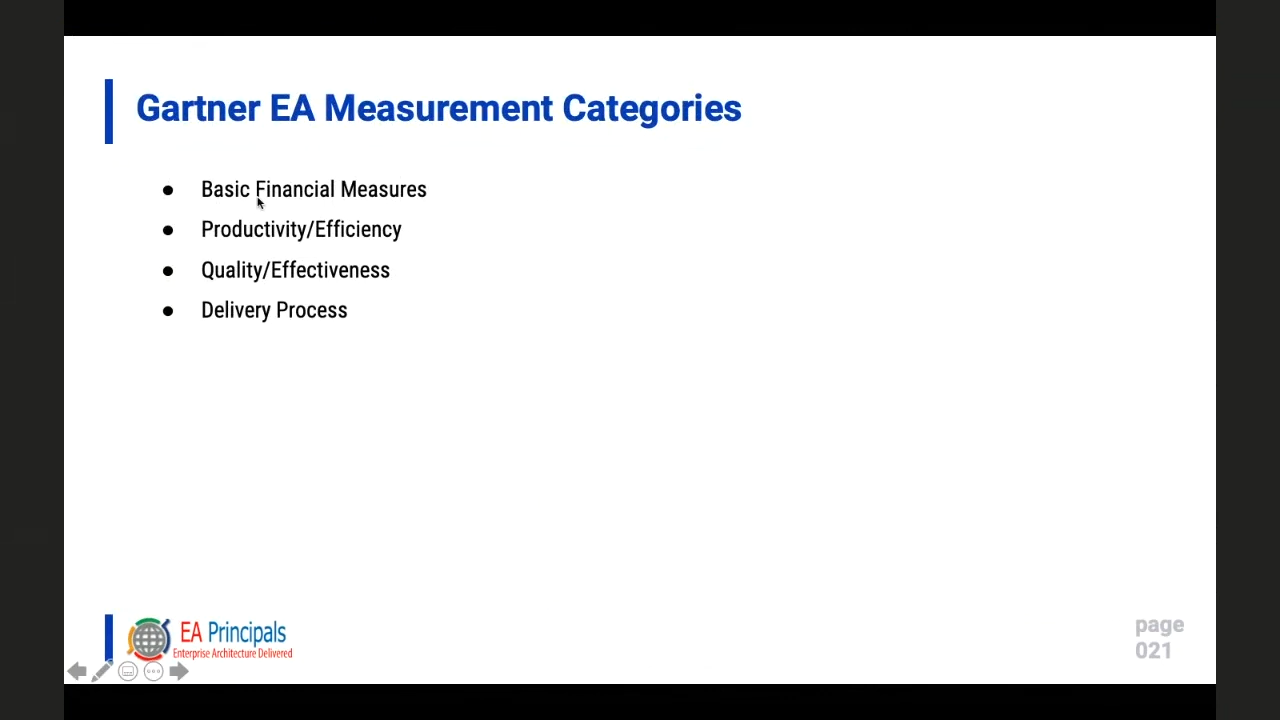 Gartner EA Measurement Categories
● Basic Financial Measures
● Productivity/Efficiency
● Quality/Effectiveness
● Delivery Process
EA Principals
Enterprise Architecture Delivered
page
021